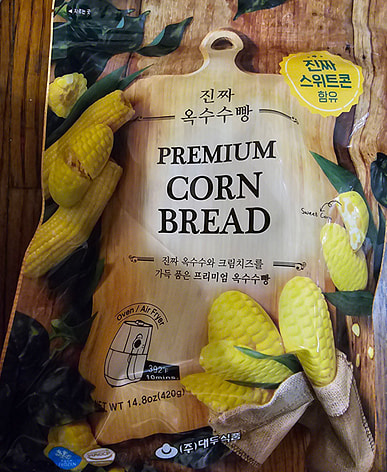 진짜
옥수수빵
진짜
스위트콘
함유
PREMIUM
CORN
BREAD
Sweet Corn
진짜 옥수수와 크림치즈를
가득 품은 프리미엄 옥수수빵
Oven / Air Fryer
392°F
10mins.
NET WT 14.8oz(420g)
(주)대두식품